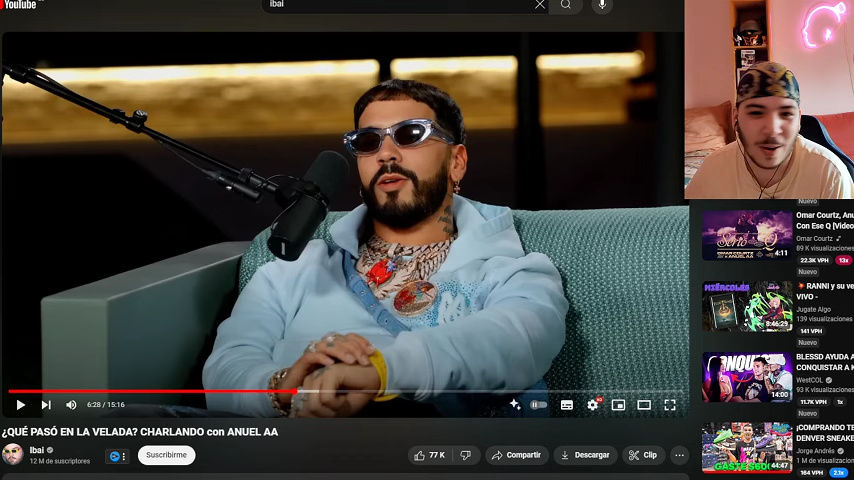 YouTube
ibai
6:28 / 15:16
¿QUÉ PASÓ EN LA VELADA? CHARLANDO con ANUEL AA
Ibai
12 M de suscriptores
Suscribirme
77 K
Compartir
Descargar
Clip
Nuevo
Omar Courtz, Anu
Con Ese Q [Video
Omar Courtz
89 K visualizaciones
22.3K VPH 13x
4:11
Nuevo
MIÉRCOLES
RANNI y su ve
VIVO -
Jugate Algo
139 visualizaciones
141 VPH
8:46:29
Nuevo
BLESSD AYUDA A
CONQUISTAR A K
WestCOL
93 K visualizaciones
11.7K VPH 1x
14:00
Nuevo
¡COMPRANDO TE
DENVER SNEAKE
Jorge Andrés
1 M de visualizacion
164 VPH 2.1x
44:47